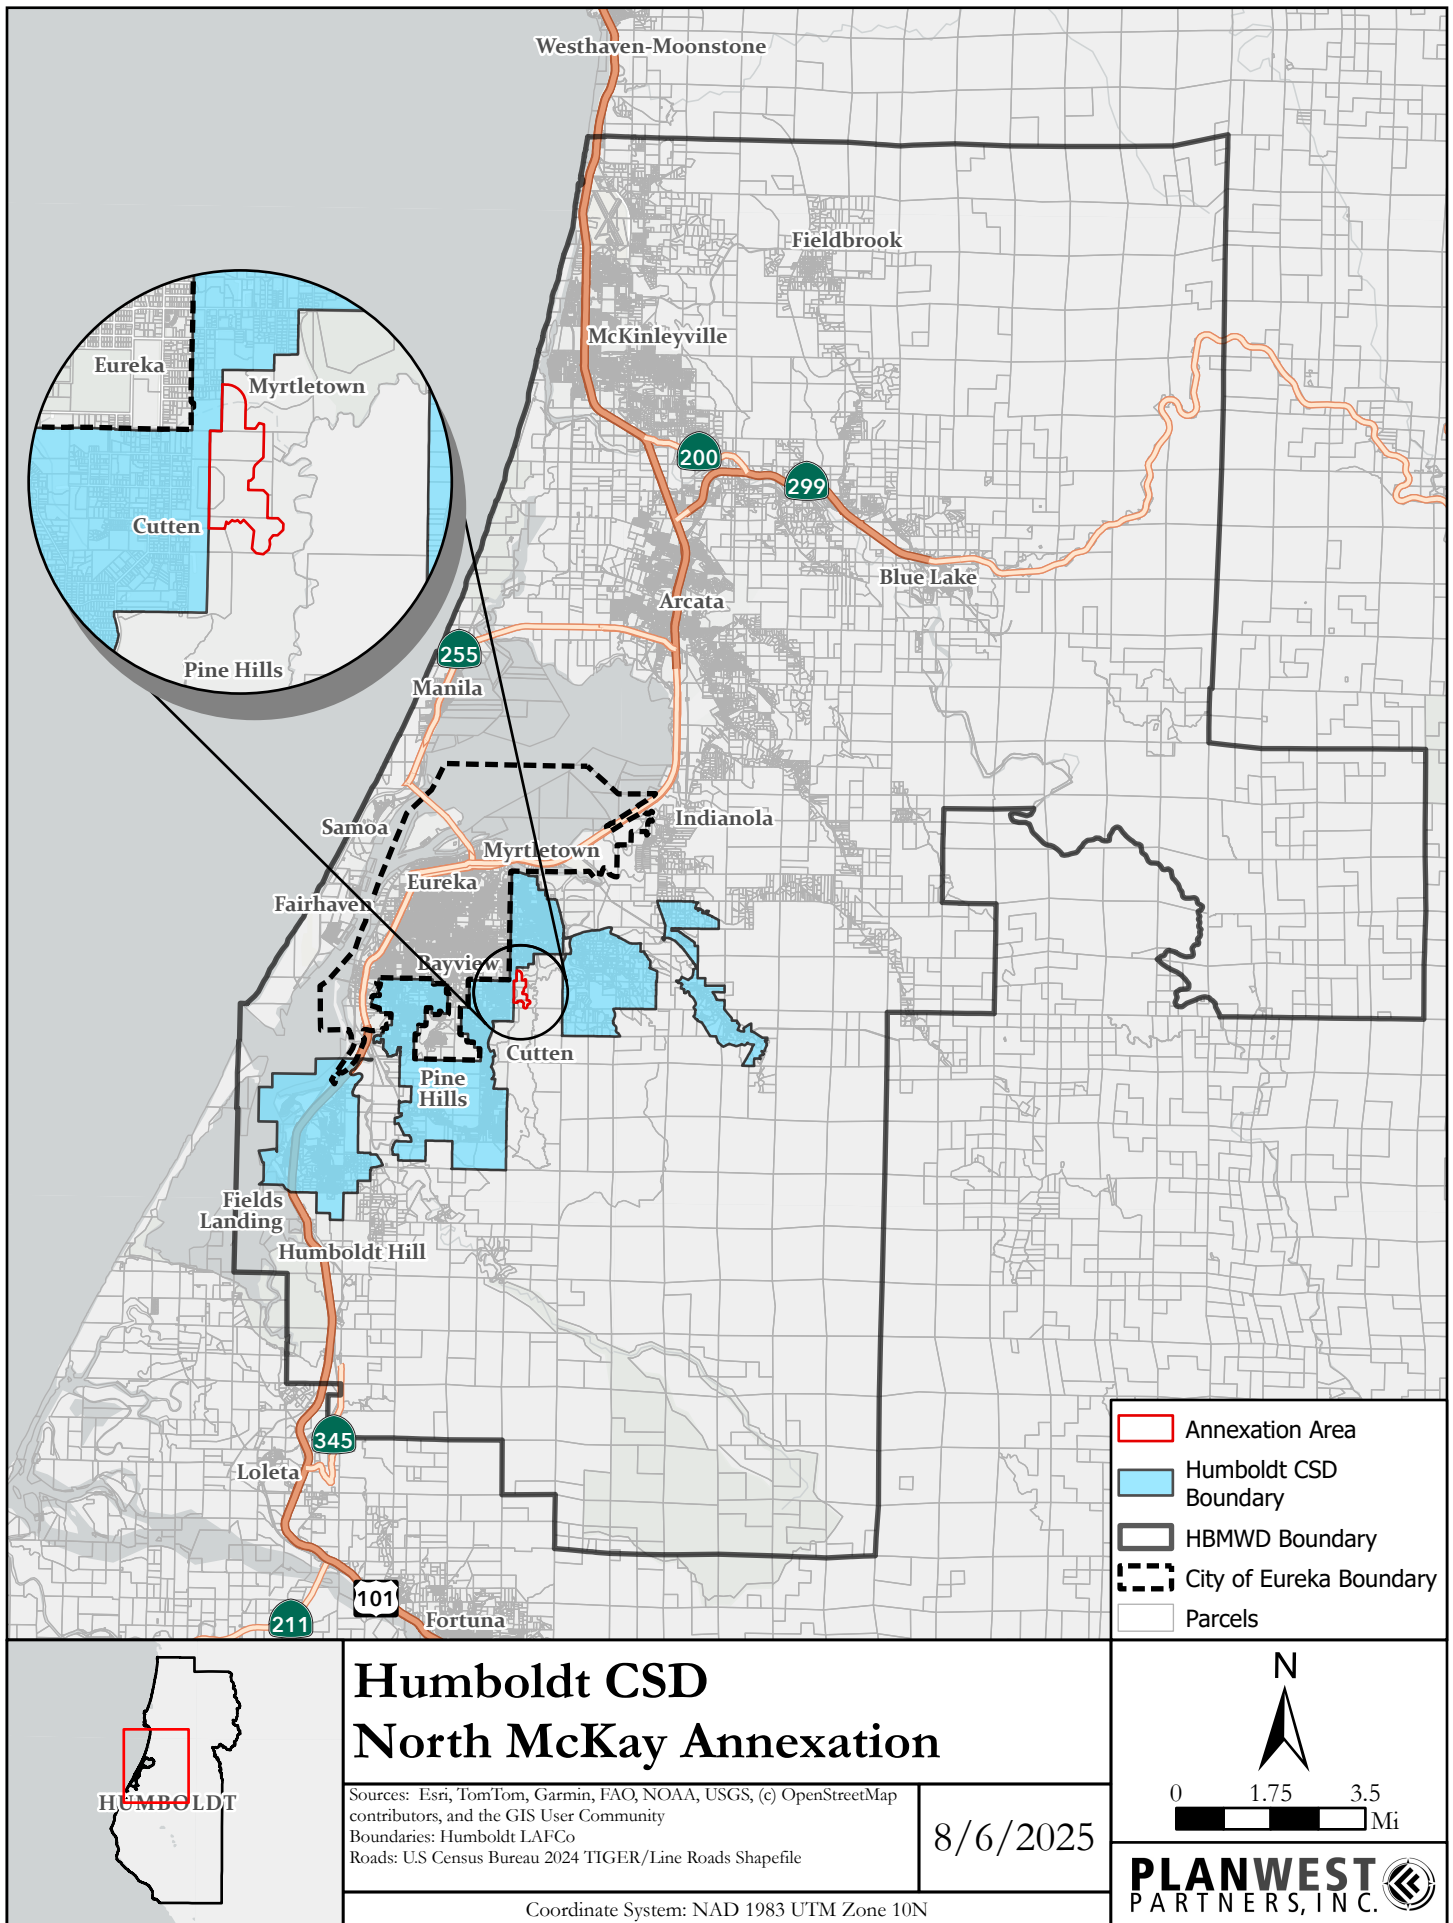 Westhaven-Moonstone
Fieldbrook
McKinleyville
Eureka
Myrtletown
200
299
Cutten
Blue Lake
Arcata
255
Pine Hills
Manila
Indianola
Samoa
Myrtletown
Eureka
Fairhaven
Bayview
Cutten
Pine
Hills
Fields
Landing
Humboldt Hill
345
Loleta
101
211
Fortuna
Annexation Area
Humboldt CSD
Boundary
HBMWD Boundary
City of Eureka Boundary
Parcels
HUMBOLDT
Humboldt CSD
North McKay Annexation
Sources: Esri, TomTom, Garmin, FAO, NOAA, USGS, (c) OpenStreetMap
contributors, and the GIS User Community
Boundaries: Humboldt LAFCo
Roads: U.S Census Bureau 2024 TIGER/Line Roads Shapefile
8/6/2025
Coordinate System: NAD 1983 UTM Zone 10N
N
0 1.75 3.5
Mi
PLANWEST
PARTNERS, INC.